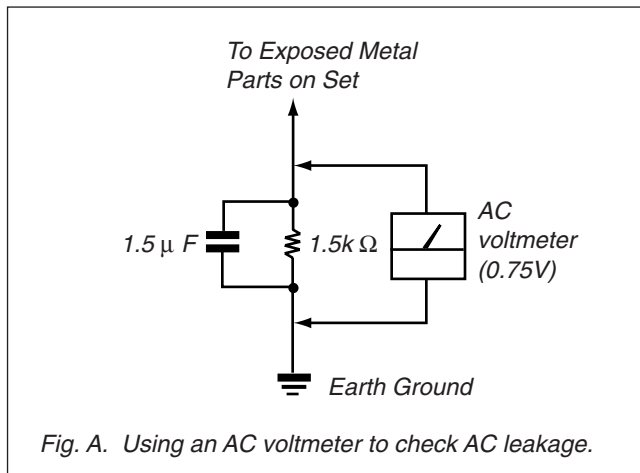 To Exposed Metal
Parts on Set
1.5 μ F
1.5k Ω
AC
voltmeter
(0.75V)
Earth Ground
Fig. A. Using an AC voltmeter to check AC leakage.